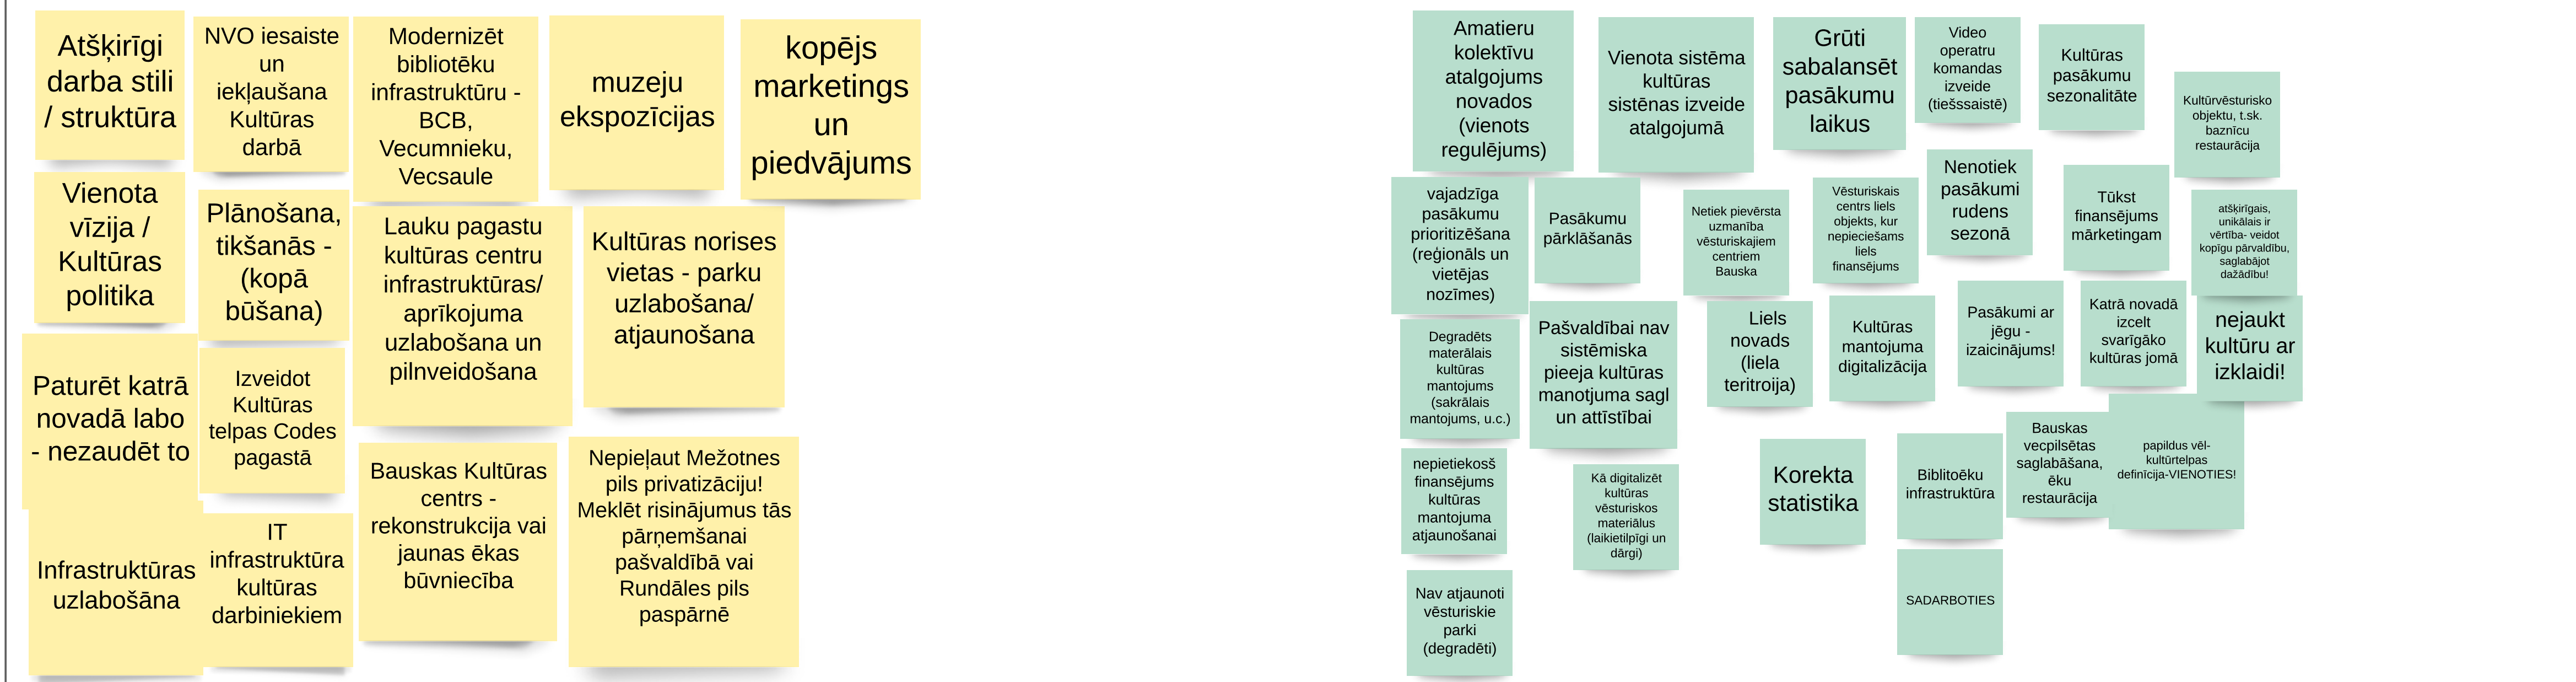 Atšķirīgi
darba stili
/ struktūra
NVO iesaiste
un
iekļaušana
Kultūras
darbā
Modernizēt
bibliotēku
infrastruktūru -
BCB,
Vecumnieku,
Vecsaule
muzeju
ekspozīcijas
kopējs
marketings
un
piedvājums
Vienota
vīzija /
Kultūras
politika
Plānošana,
tikšanās -
(kopā
būšana)
Lauku pagastu
kultūras centru
infrastruktūras/
aprīkojuma
uzlabošana un
pilnveidošana
Kultūras norises
vietas - parku
uzlabošana/
atjaunošana
Paturēt katrā
novadā labo
- nezaudēt to
Izveidot
Kultūras
telpas Codes
pagastā
Bauskas Kultūras
centrs -
rekonstrukcija vai
jaunas ēkas
būvniecība
Nepieļaut Mežotnes
pils privatizāciju!
Meklēt risinājumus tās
pārņemšanai
pašvaldībā vai
Rundāles pils
paspārnē
Infrastruktūras
uzlabošāna
IT
infrastruktūra
kultūras
darbiniekiem
Amatieru
kolektīvu
atalgojums
novados
(vienots
regulējums)
Vienota sistēma
kultūras
sistēnas izveide
atalgojumā
Grūti
sabalansēt
pasākumu
laikus
Video
operatru
komandas
izveide
(tiešssaistē)
Kultūras
pasākumu
sezonalitāte
Kultūrvēsturisko
objektu, t.sk.
baznīcu
restaurācija
vajadzīga
pasākumu
prioritizēšana
(reģionāls un
vietējas
nozīmes)
Pasākumu
pārklāšanās
Netiek pievērsta
uzmanība
vēsturiskajiem
centriem
Bauska
Vēsturiskais
centrs liels
objekts, kur
nepieciešams
liels
finansējums
Nenotiek
pasākumi
rudens
sezonā
Tūkst
finansējums
mārketingam
atšķirīgais,
unikālais ir
vērtība- veidot
kopīgu pārvaldību,
saglabājot
dažādību!
Degradēts
materālais
kultūras
mantojums
(sakrālais
mantojums, u.c.)
Pašvaldībai nav
sistēmiska
pieeja kultūras
manotjuma sagl
un attīstībai
Liels
novads
(liela
teritroija)
Kultūras
mantojuma
digitalizācija
Pasākumi ar
jēgu -
izaicinājums!
Katrā novadā
izcelt
svarīgāko
kultūras jomā
nejaukt
kultūru ar
izklaidi!
nepietiekosš
finansējums
kultūras
mantojuma
atjaunošanai
Kā digitalizēt
kultūras
vēsturiskos
materiālus
(laikietilpīgi un
dārgi)
Korekta
statistika
Biblitoēku
infrastruktūra
Bauskas
vecpilsētas
saglabāšana,
ēku
restaurācija
papildus vēl-
kultūrtelpas
definīcija-VIENOTIES!
Nav atjaunoti
vēsturiskie
parki
(degradēti)
SADARBOTIES